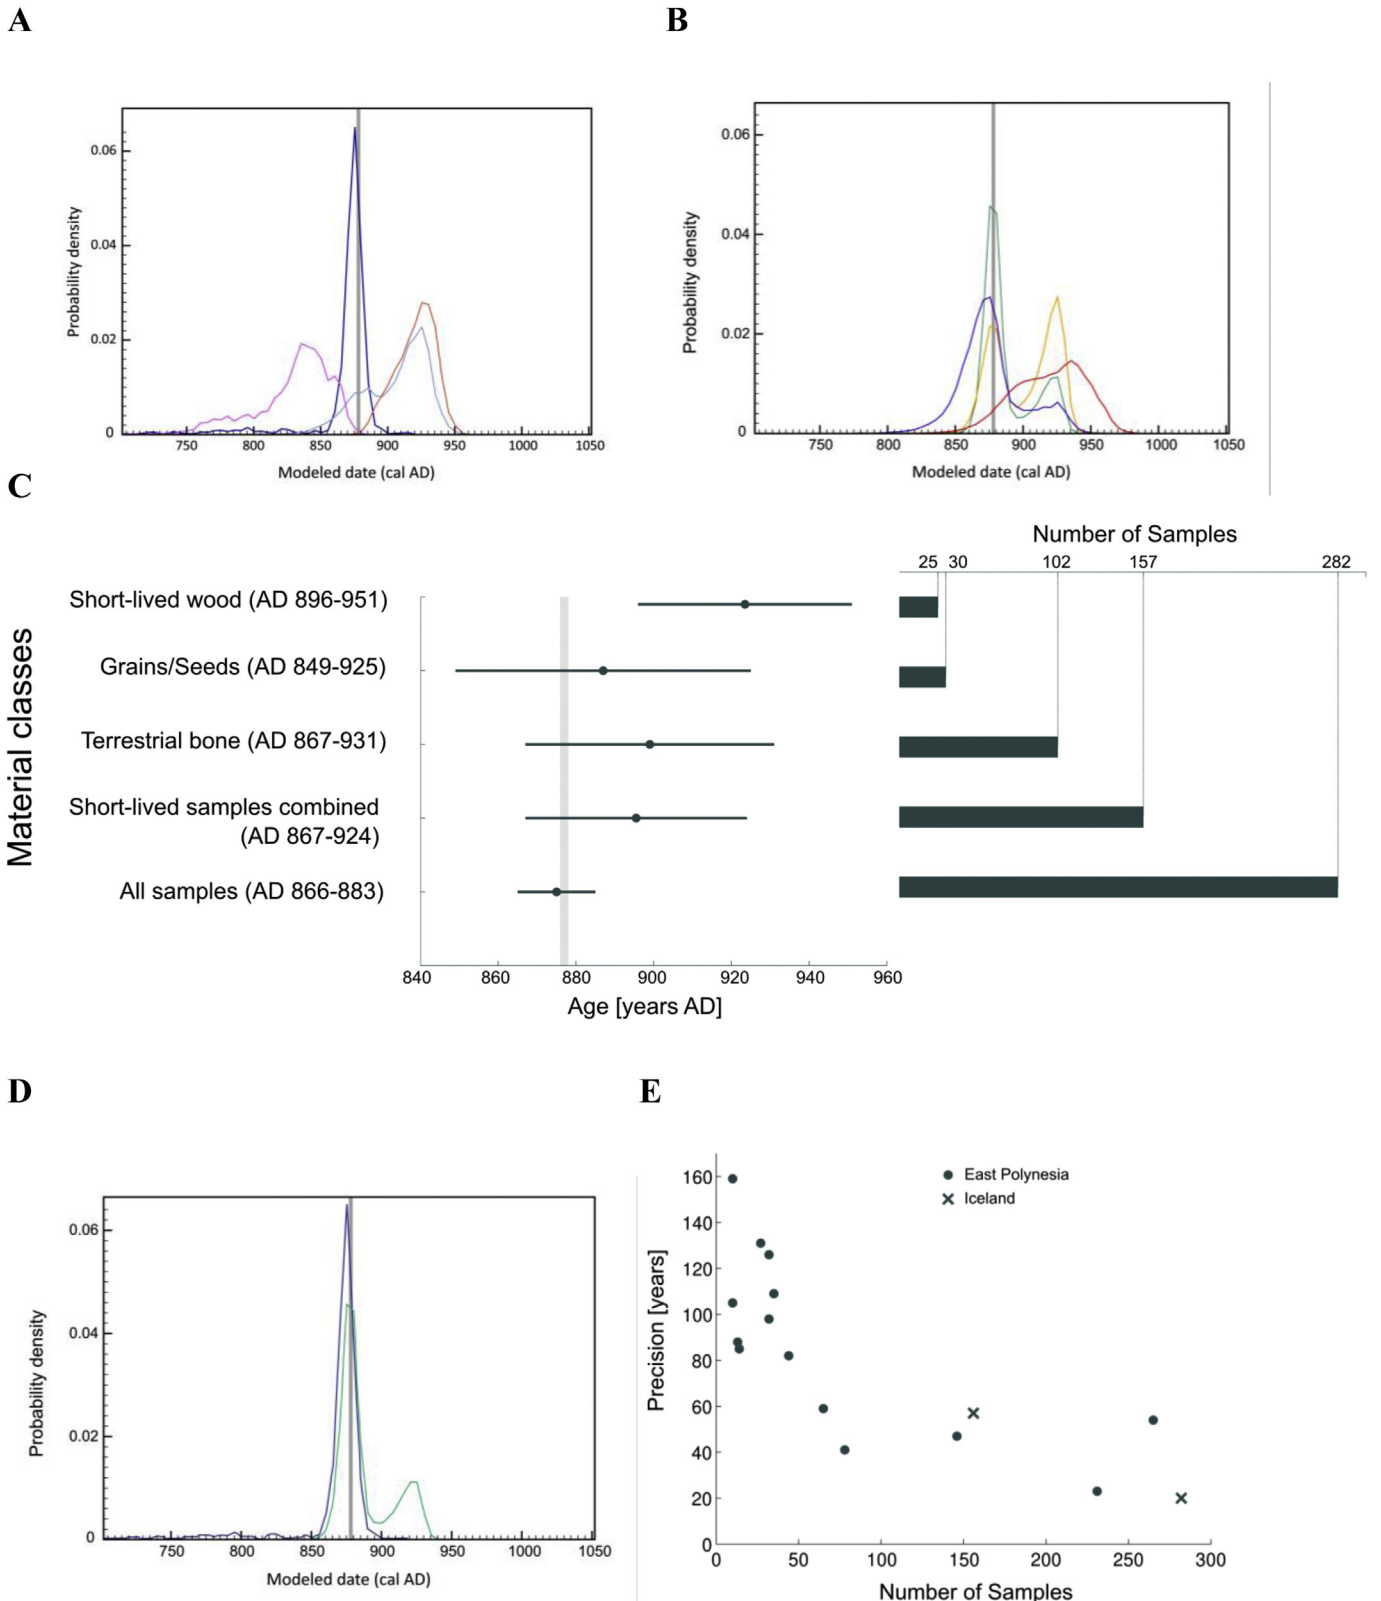 A
B
0.06
0.04
0.02
0
Probability density
750 800 850 900 950 1000 1050
Modeled date (cal AD)
0.06
0.04
0.02
0
Probability density
750 800 850 900 950 1000 1050
Modeled date (cal AD)
C
Number of Samples
25 30 102 157 282
Material classes
Short-lived wood (AD 896-951)
Grains/Seeds (AD 849-925)
Terrestrial bone (AD 867-931)
Short-lived samples combined
(AD 867-924)
All samples (AD 866-883)
840 860 880 900 920 940 960
Age [years AD]
D
E
0.06
0.04
0.02
0
Probability density
750 800 850 900 950 1000 1050
Modeled date (cal AD)
East Polynesia
Iceland
160
140
120
100
80
60
40
20
0
Precision [years]
0 50 100 150 200 250 300
Number of Samples